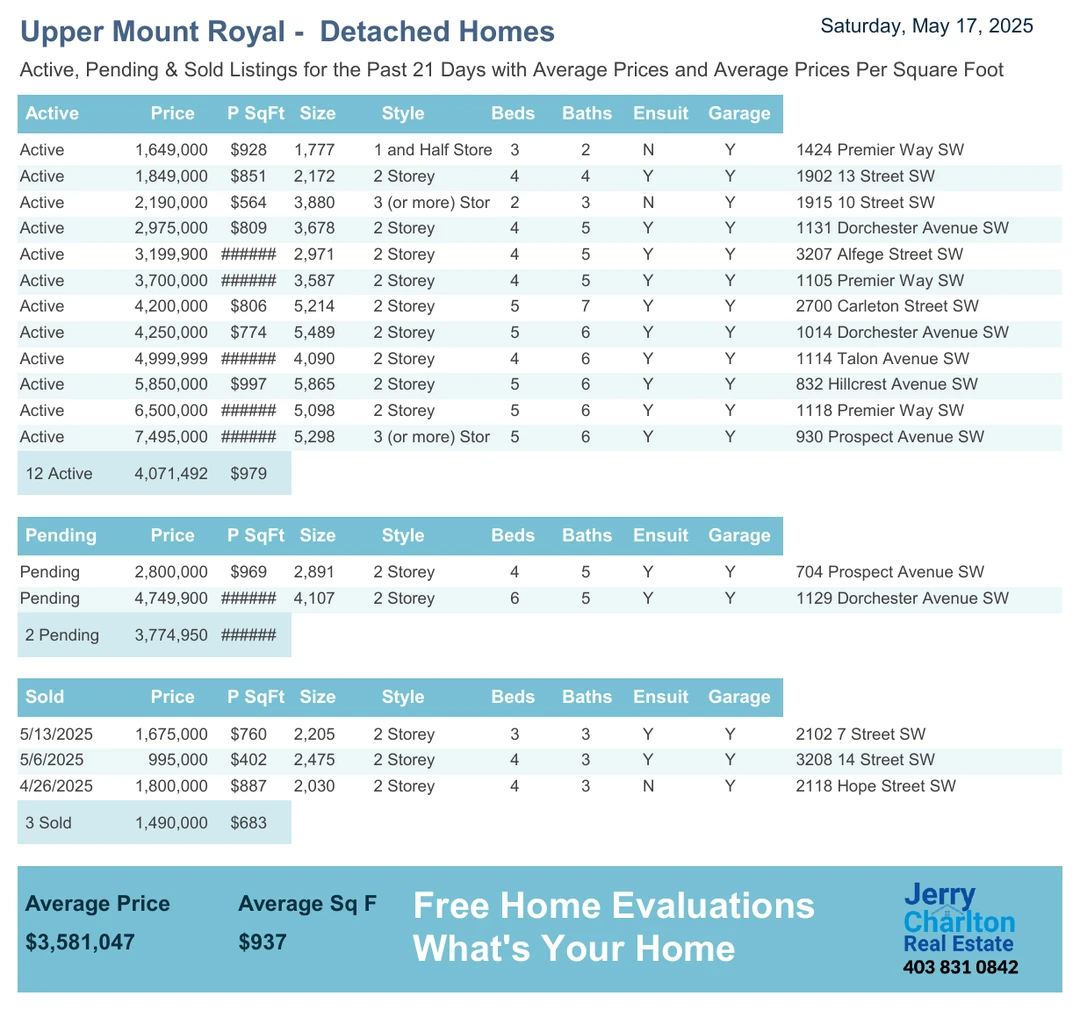 Upper Mount Royal -  Detached Homes
Saturday, May 17, 2025
Active, Pending & Sold Listings for the Past 21 Days with Average Prices and Average Prices Per Square Foot
Active Price P SqFt Size Style Beds Baths Ensuit Garage
Active 1,649,000 $928 1,777 1 and Half Store 3 2 N Y 1424 Premier Way SW
Active 1,849,000 $851 2,172 2 Storey 4 4 Y Y 1902 13 Street SW
Active 2,190,000 $564 3,880 3 (or more) Stor 2 3 N Y 1915 10 Street SW
Active 2,975,000 $809 3,678 2 Storey 4 5 Y Y 1131 Dorchester Avenue SW
Active 3,199,900 ###### 2,971 2 Storey 4 5 Y Y 3207 Alfege Street SW
Active 3,700,000 ###### 3,587 2 Storey 4 5 Y Y 1105 Premier Way SW
Active 4,200,000 $806 5,214 2 Storey 5 7 Y Y 2700 Carleton Street SW
Active 4,250,000 $774 5,489 2 Storey 5 6 Y Y 1014 Dorchester Avenue SW
Active 4,999,999 ###### 4,090 2 Storey 4 6 Y Y 1114 Talon Avenue SW
Active 5,850,000 $997 5,865 2 Storey 5 6 Y Y 832 Hillcrest Avenue SW
Active 6,500,000 ###### 5,098 2 Storey 5 6 Y Y 1118 Premier Way SW
Active 7,495,000 ###### 5,298 3 (or more) Stor 5 6 Y Y 930 Prospect Avenue SW
12 Active 4,071,492 $979
Pending Price P SqFt Size Style Beds Baths Ensuit Garage
Pending 2,800,000 $969 2,891 2 Storey 4 5 Y Y 704 Prospect Avenue SW
Pending 4,749,900 ###### 4,107 2 Storey 6 5 Y Y 1129 Dorchester Avenue SW
2 Pending 3,774,950 ######
Sold Price P SqFt Size Style Beds Baths Ensuit Garage
5/13/2025 1,675,000 $760 2,205 2 Storey 3 3 Y Y 2102 7 Street SW
5/6/2025 995,000 $402 2,475 2 Storey 4 3 Y Y 3208 14 Street SW
4/26/2025 1,800,000 $887 2,030 2 Storey 4 3 N Y 2118 Hope Street SW
3 Sold 1,490,000 $683
Average Price Average Sq F
$3,581,047 $937
Free Home Evaluations
What's Your Home
Jerry
Charlton
Real Estate
403 831 0842